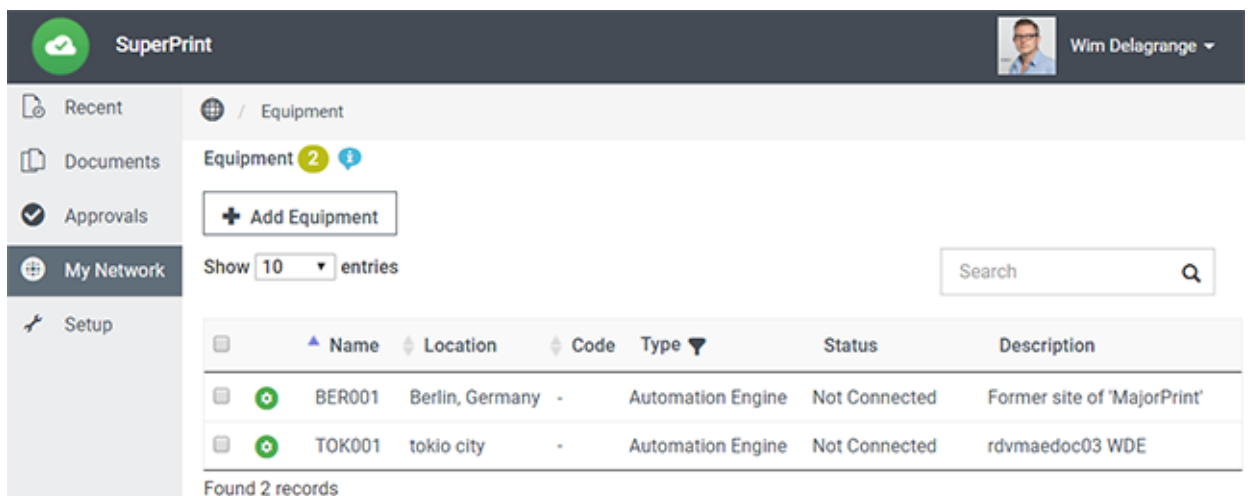 SuperPrint
Wim Delagrange
Recent
/ Equipment
Documents
Equipment 2
Approvals
Add Equipment
My Network
Show 10 entries
Search
Setup
Name Location Code Type Status Description
BER001 Berlin, Germany - Automation Engine Not Connected Former site of 'MajorPrint'
TOK001 tokio city - Automation Engine Not Connected rdvmaedoc03 WDE
Found 2 records